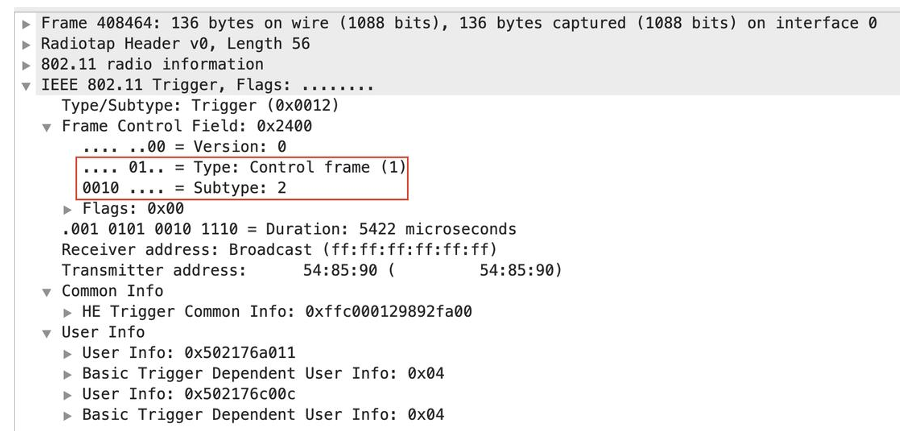 Frame 408464: 136 bytes on wire (1088 bits), 136 bytes captured (1088 bits) on interface 0
Radiotap Header v0, Length 56
802.11 radio information
IEEE 802.11 Trigger, Flags: ........
Type/Subtype: Trigger (0x0012)
Frame Control Field: 0x2400
.... ..00 = Version: 0
.... 01.. = Type: Control frame (1)
0010 .... = Subtype: 2
Flags: 0x00
.001 0101 0010 1110 = Duration: 5422 microseconds
Receiver address: Broadcast (ff:ff:ff:ff:ff:ff)
Transmitter address: 54:85:90 ( 54:85:90)
Common Info
HE Trigger Common Info: 0xffc000129892fa00
User Info
User Info: 0x502176a011
Basic Trigger Dependent User Info: 0x04
User Info: 0x502176c00c
Basic Trigger Dependent User Info: 0x04